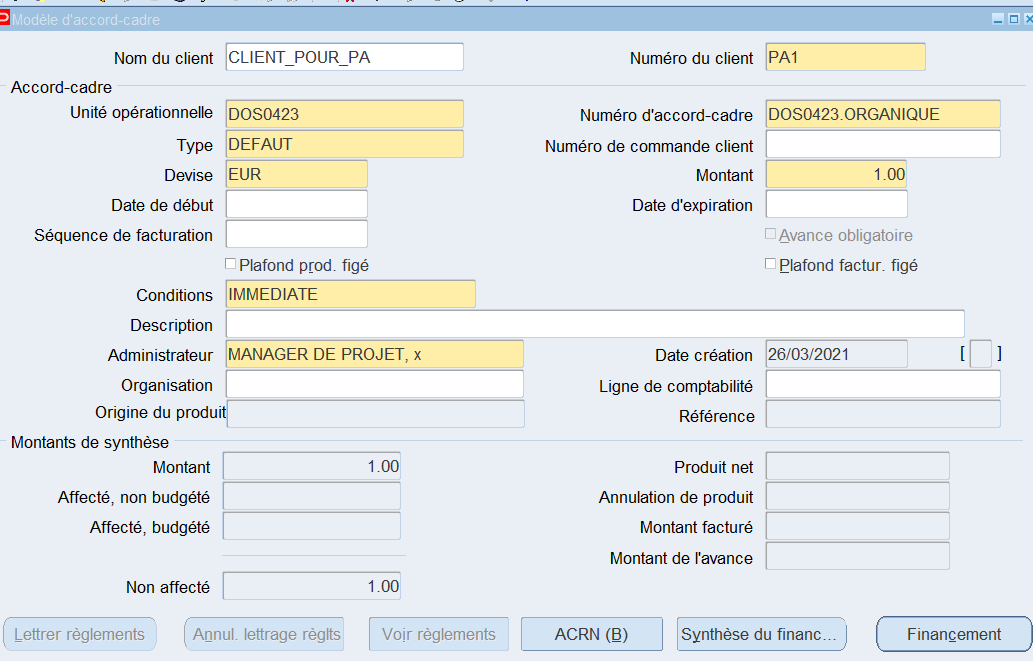 Modèle d'accord-cadre
Nom du client CLIENT_POUR_PA Numéro du client PA1
Accord-cadre
Unité opérationnelle DOS0423 Numéro d'accord-cadre DOS0423.ORGANIQUE
Type DEFAUT Numéro de commande client
Devise EUR Montant 1.00
Date de début Date d'expiration
Séquence de facturation Avance obligatoire
Plafond prod. figé Plafond factur. figé
Conditions IMMEDIATE
Description
Administrateur MANAGER DE PROJET, x Date création 26/03/2021 [ ]
Organisation Ligne de comptabilité
Origine du produit Référence
Montants de synthèse
Montant 1.00 Produit net
Affecté, non budgété Annulation de produit
Affecté, budgété Montant facturé
Montant de l'avance
Non affecté 1.00
Lettrer règlements Annul. lettrage règlts Voir règlements ACRN (B) Synthèse du financ... Financement